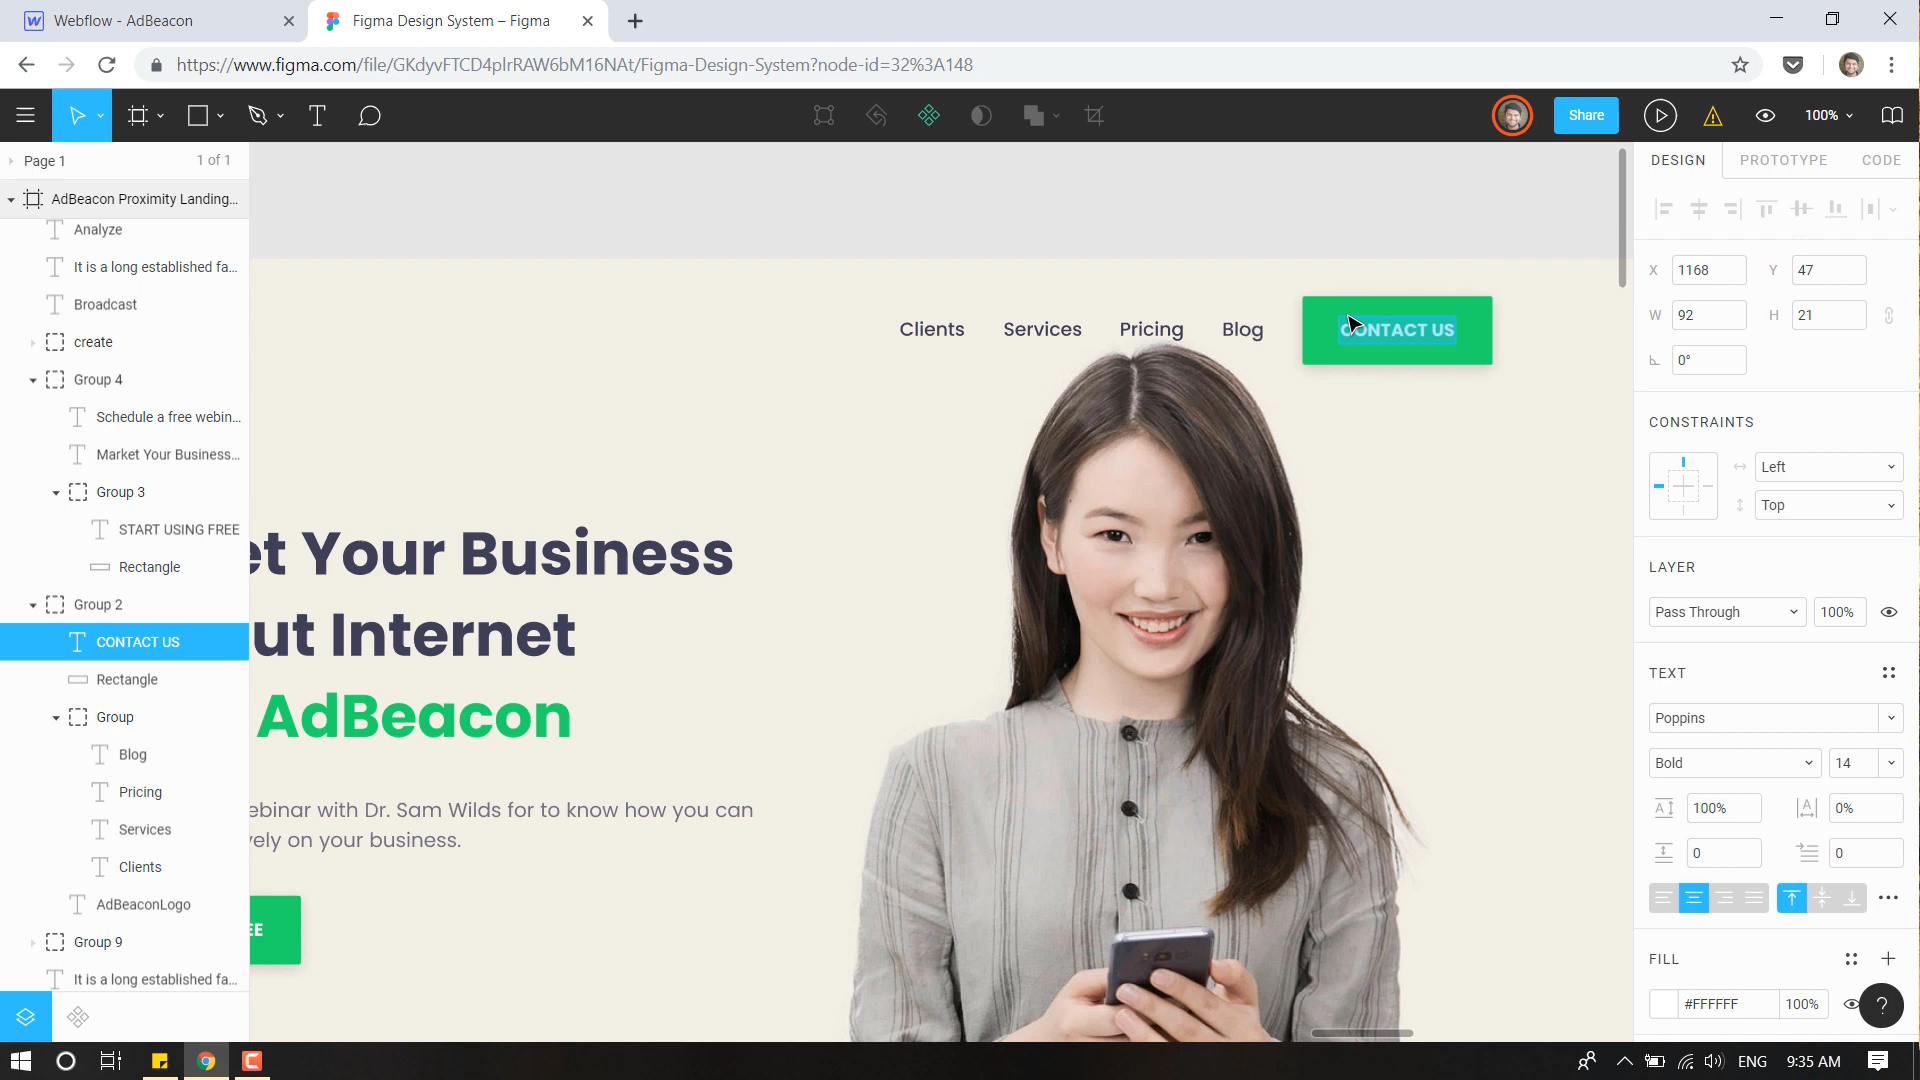 Webflow - AdBeacon
Figma Design System – Figma
https://www.figma.com/file/GKdyvFTCD4plrRAW6bM16NAt/Figma-Design-System?node-id=32%3A148
Share
100%
Page 1
1 of 1
DESIGN
PROTOTYPE
CODE
AdBeacon Proximity Landing...
Analyze
It is a long established fa...
Broadcast
create
Group 4
Schedule a free webin...
Market Your Business...
Group 3
START USING FREE
Rectangle
Group 2
CONTACT US
Rectangle
Group
Blog
Pricing
Services
Clients
AdBeaconLogo
Group 9
It is a long established fa...
Clients
Services
Pricing
Blog
CONTACT US
et Your Business
ut Internet
AdBeacon
ebinar with Dr. Sam Wilds for to know how you can
vely on your business.
EE
X 1168
Y 47
W 92
H 21
0°
CONSTRAINTS
Left
Top
LAYER
Pass Through
100%
TEXT
Poppins
Bold
14
100%
0%
0
0
FILL
#FFFFFF
100%
?
ENG
9:35 AM